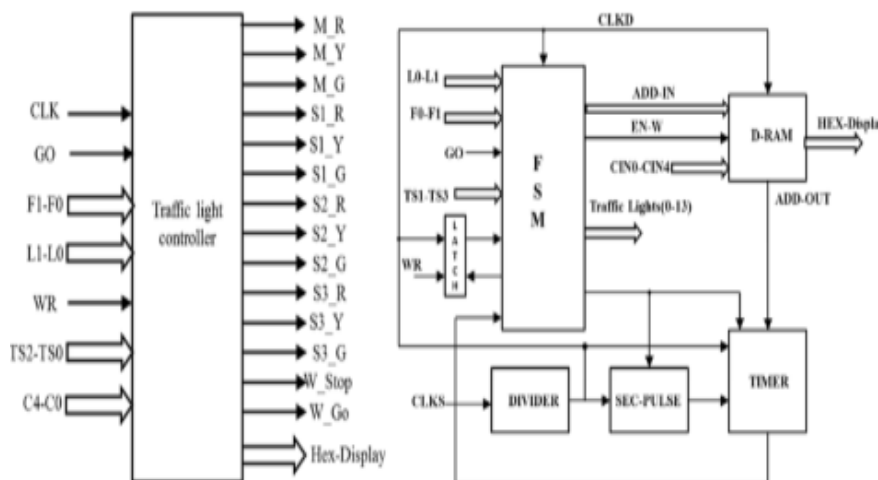 CLK
GO
F1-F0
L1-L0
WR
TS2-TS0
C4-C0
Traffic light
controller
M_R
M_Y
M_G
S1_R
S1_Y
S1_G
S2_R
S2_Y
S2_G
S3_R
S3_Y
S3_G
W_Stop
W_Go
Hex-Display
CLKD
L0-L1
F0-F1
GO
TS1-TS3
LATCH
WR
FSM
ADD-IN
EN-W
CIN0-CIN4
D-RAM
HEX-Display
ADD-OUT
Traffic Lights(0-13)
CLKS
DIVIDER
SEC-PULSE
TIMER